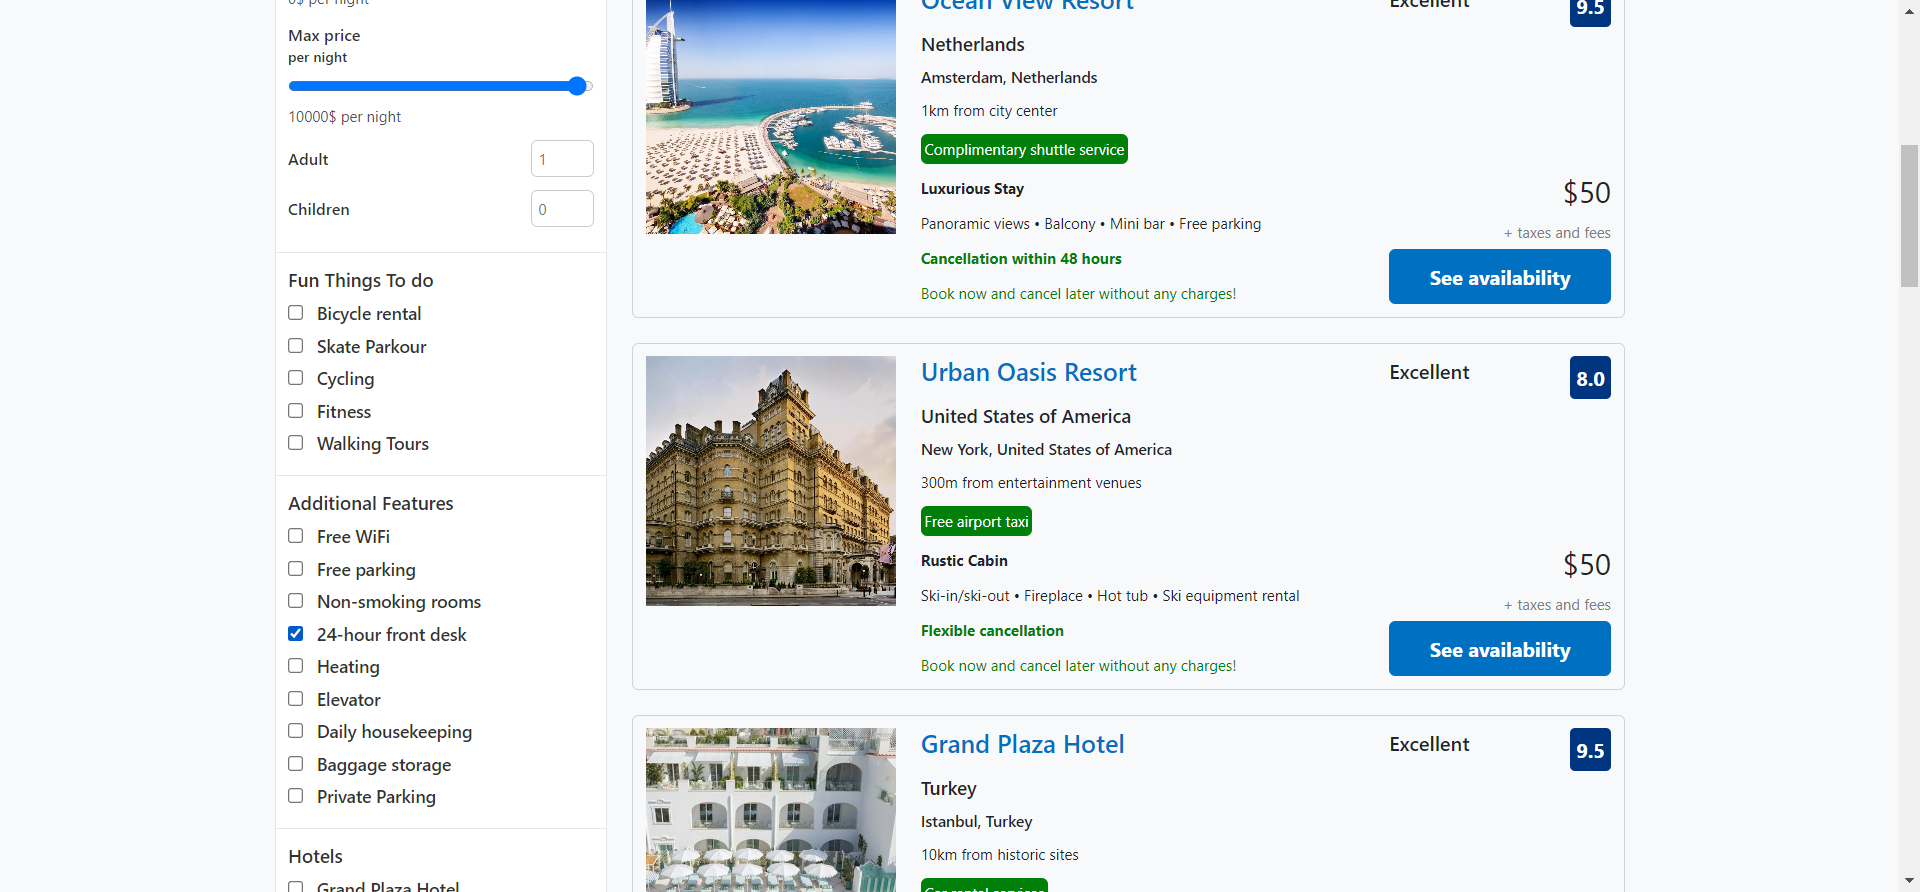 0$ per night
Max price
per night
10000$ per night
Adult
1
Children
0
Fun Things To do
Bicycle rental
Skate Parkour
Cycling
Fitness
Walking Tours
Additional Features
Free WiFi
Free parking
Non-smoking rooms
24-hour front desk
Heating
Elevator
Daily housekeeping
Baggage storage
Private Parking
Hotels
Grand Plaza Hotel
Ocean View Resort
Excellent
9.5
Netherlands
Amsterdam, Netherlands
1km from city center
Complimentary shuttle service
Luxurious Stay
$50
Panoramic views • Balcony • Mini bar • Free parking
+ taxes and fees
Cancellation within 48 hours
See availability
Book now and cancel later without any charges!
Urban Oasis Resort
Excellent
8.0
United States of America
New York, United States of America
300m from entertainment venues
Free airport taxi
Rustic Cabin
$50
Ski-in/ski-out • Fireplace • Hot tub • Ski equipment rental
+ taxes and fees
Flexible cancellation
See availability
Book now and cancel later without any charges!
Grand Plaza Hotel
Excellent
9.5
Turkey
Istanbul, Turkey
10km from historic sites
Car rental services